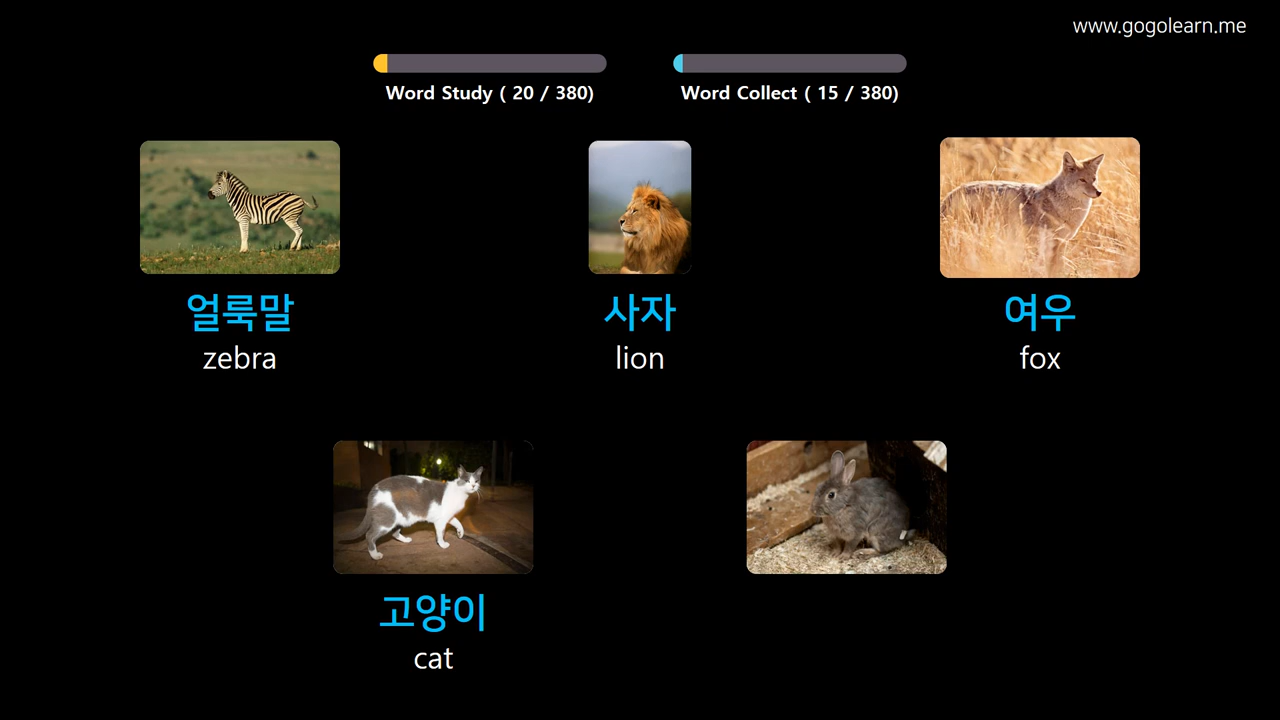 www.gogolearn.me
Word Study ( 20 / 380)
Word Collect ( 15 / 380)
얼룩말
zebra
사자
lion
여우
fox
고양이
cat